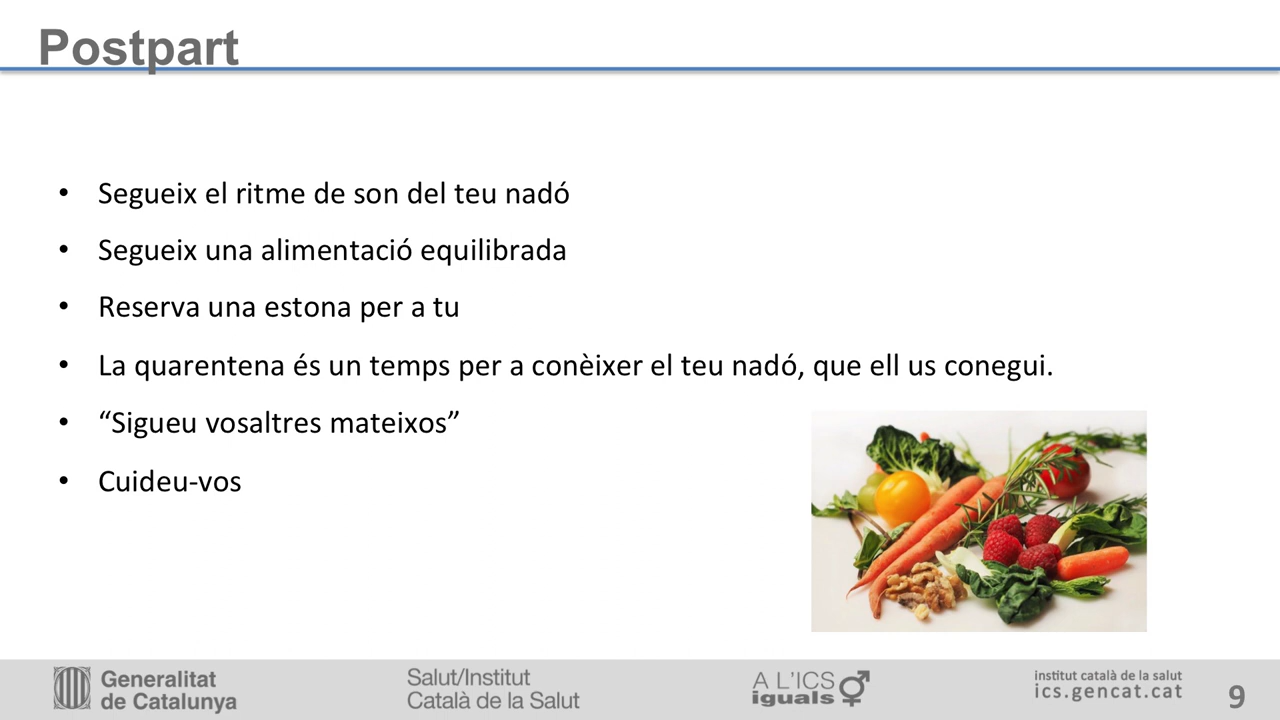 Postpart
• Segueix el ritme de son del teu nadó
• Segueix una alimentació equilibrada
• Reserva una estona per a tu
• La quarentena és un temps per a conèixer el teu nadó, que ell us conegui.
• “Sigueu vosaltres mateixos”
• Cuideu-vos
Generalitat
de Catalunya
Salut/Institut
Català de la Salut
A L'ICS
iguals
institut català de la salut
ics.gencat.cat
9